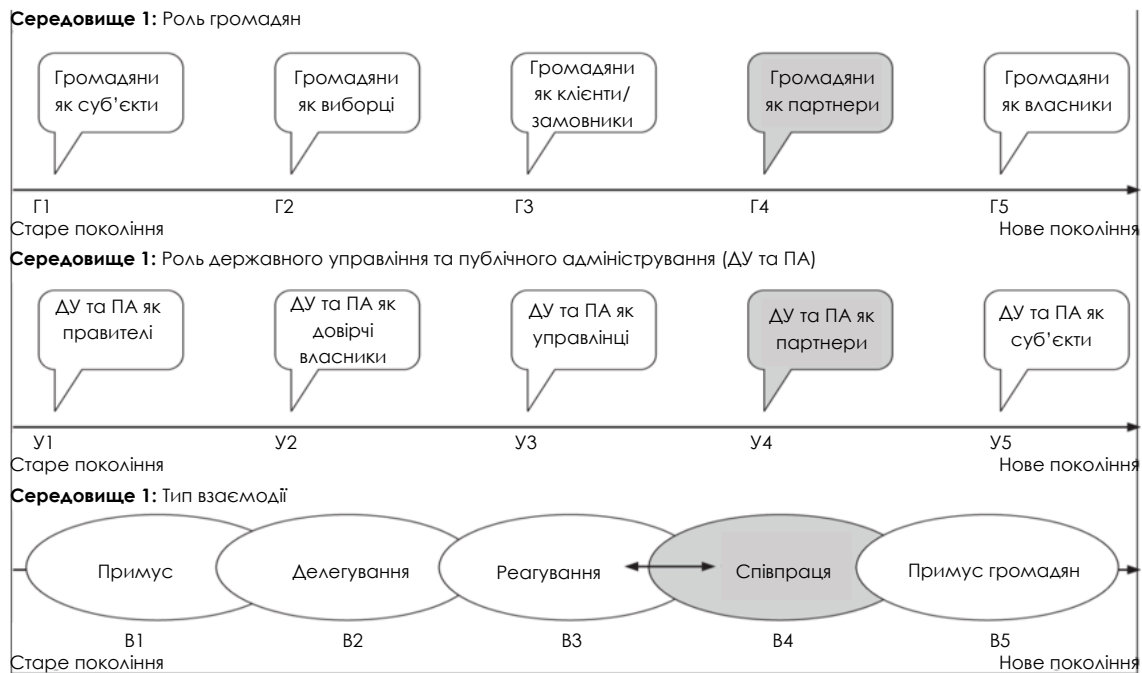 Середовище 1: Роль громадян
Громадяни
як суб’єкти
Громадяни
як виборці
Громадяни
як клієнти/
замовники
Громадяни
як партнери
Громадяни
як власники
Г1 Г2 Г3 Г4 Г5
Старе покоління Нове покоління
Середовище 1: Роль державного управління та публічного адміністрування (ДУ та ПА)
ДУ та ПА як
правителі
ДУ та ПА як
довірчі
власники
ДУ та ПА як
управлінці
ДУ та ПА як
партнери
ДУ та ПА як
суб’єкти
У1 У2 У3 У4 У5
Старе покоління Нове покоління
Середовище 1: Тип взаємодії
Примус Делегування Реагування Співпраця Примус громадян
В1 В2 В3 В4 В5
Старе покоління Нове покоління